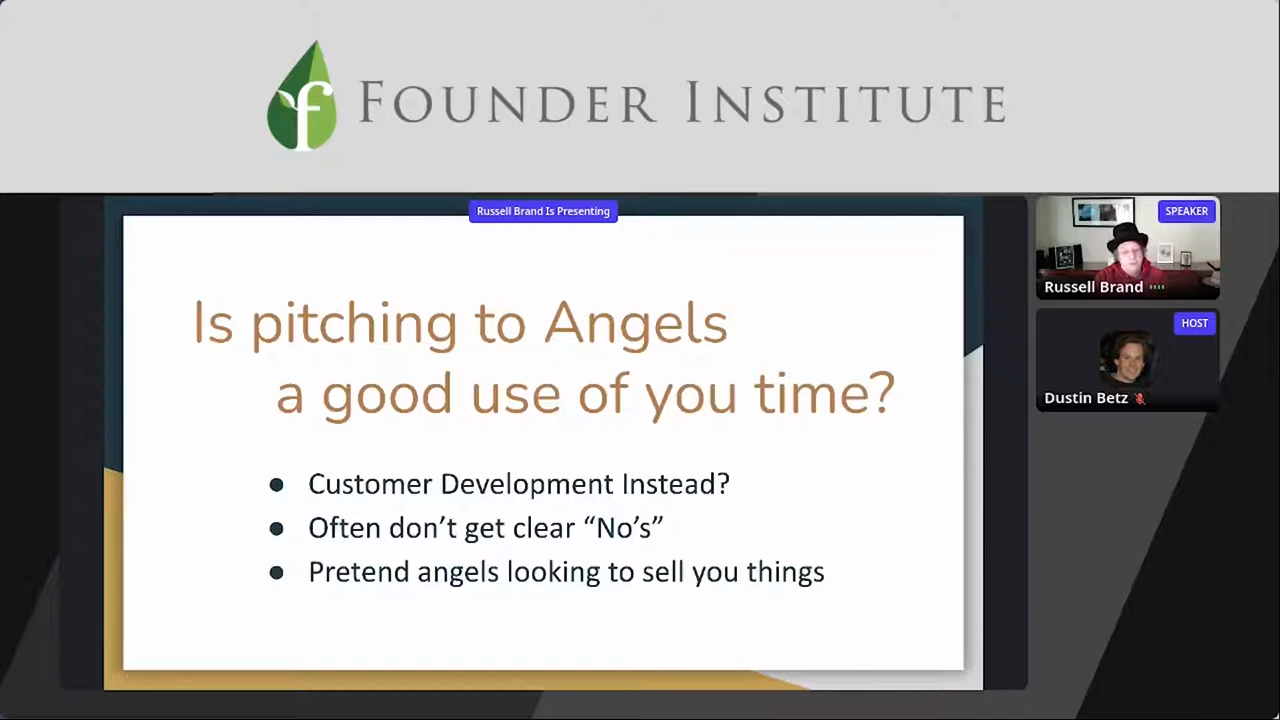 FOUNDER INSTITUTE
Russell Brand Is Presenting
Is pitching to Angels
a good use of you time?
● Customer Development Instead?
● Often don’t get clear “No’s”
● Pretend angels looking to sell you things
SPEAKER
Russell Brand
HOST
Dustin Betz